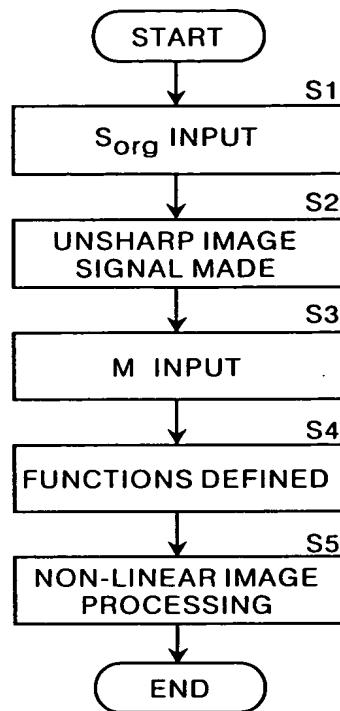 START
S1
Sorg INPUT
S2
UNSHARP IMAGE
SIGNAL MADE
S3
M INPUT
S4
FUNCTIONS DEFINED
S5
NON-LINEAR IMAGE
PROCESSING
END